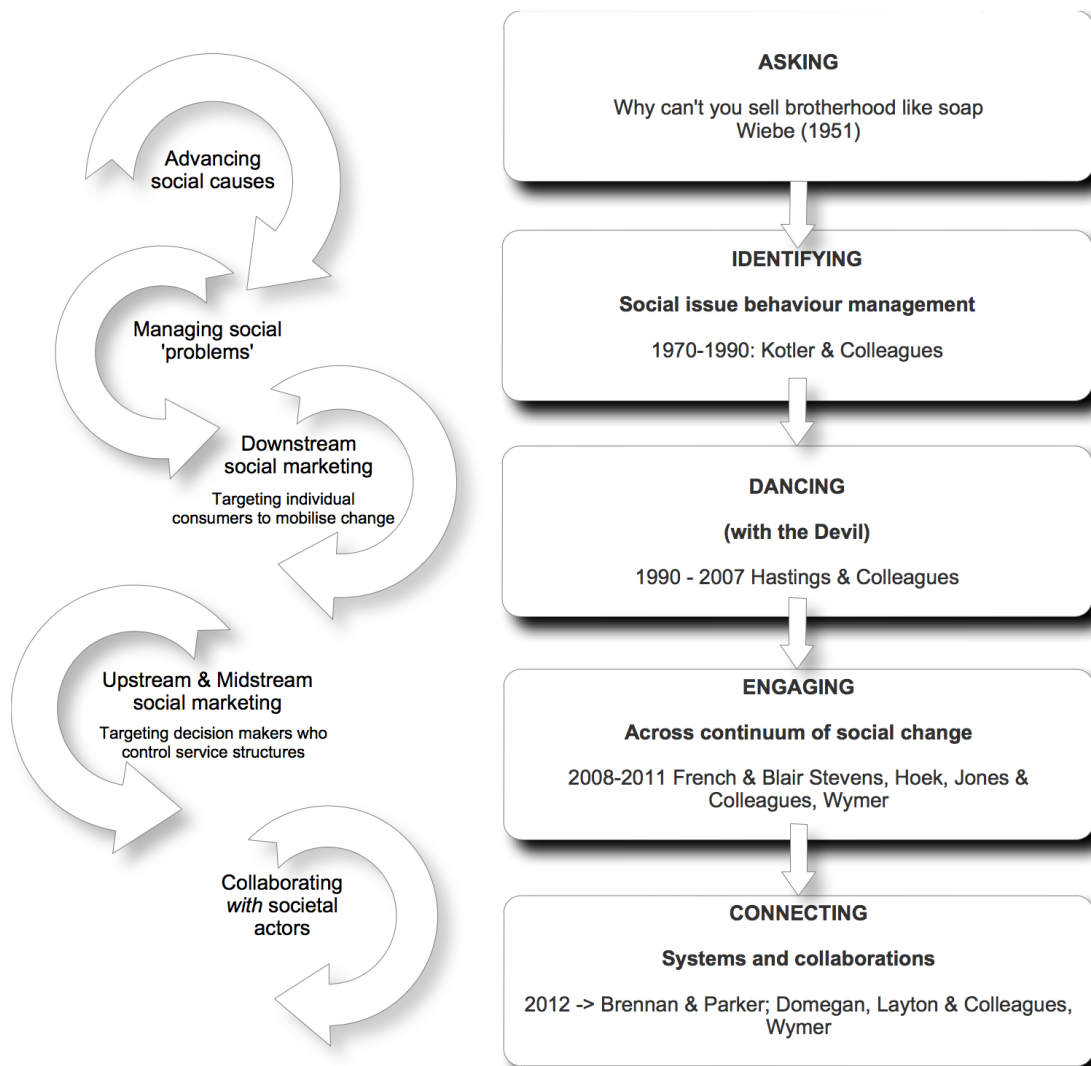 Advancing
social causes
Managing social
'problems'
Downstream
social marketing
Targeting individual
consumers to mobilise change
Upstream & Midstream
social marketing
Targeting decision makers who
control service structures
Collaborating
with societal
actors
ASKING
Why can't you sell brotherhood like soap
Wiebe (1951)
IDENTIFYING
Social issue behaviour management
1970-1990: Kotler & Colleagues
DANCING
(with the Devil)
1990 - 2007 Hastings & Colleagues
ENGAGING
Across continuum of social change
2008-2011 French & Blair Stevens, Hoek, Jones &
Colleagues, Wymer
CONNECTING
Systems and collaborations
2012 -> Brennan & Parker; Domegan, Layton & Colleagues,
Wymer